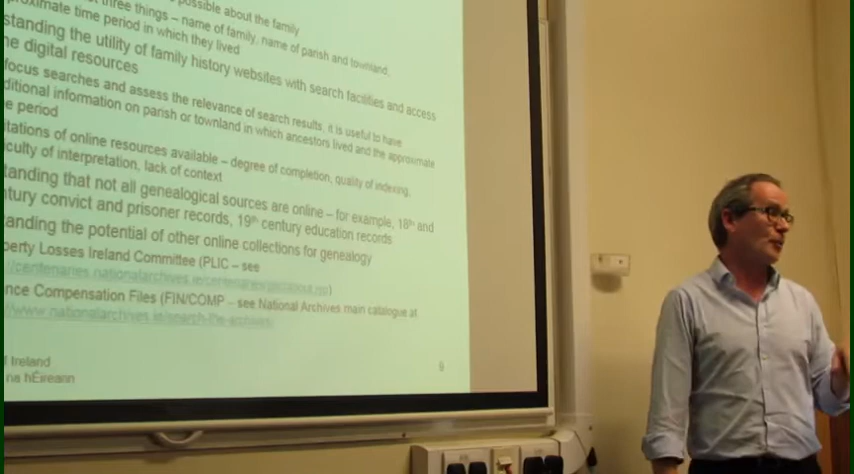 possible about the family
three things – name of family, name of parish and townland,
time period in which they lived
standing the utility of family history websites with search facilities and access
he digital resources
focus searches and assess the relevance of search results, it is useful to have
ditional information on parish or townland in which ancestors lived and the approximate
e period
itations of online resources available – degree of completion, quality of indexing,
iculty of interpretation, lack of context
tanding that not all genealogical sources are online – for example, 18th and
ntury convict and prisoner records, 19th century education records
anding the potential of other online collections for genealogy
perty Losses Ireland Committee (PLIC – see
://centenaries.nationalarchives.ie/centenaries/
nce Compensation Files (FIN/COMP – see National Archives main catalogue at
//www.nationalarchives.ie/search-the-archives/
f Ireland
na hÉireann
9